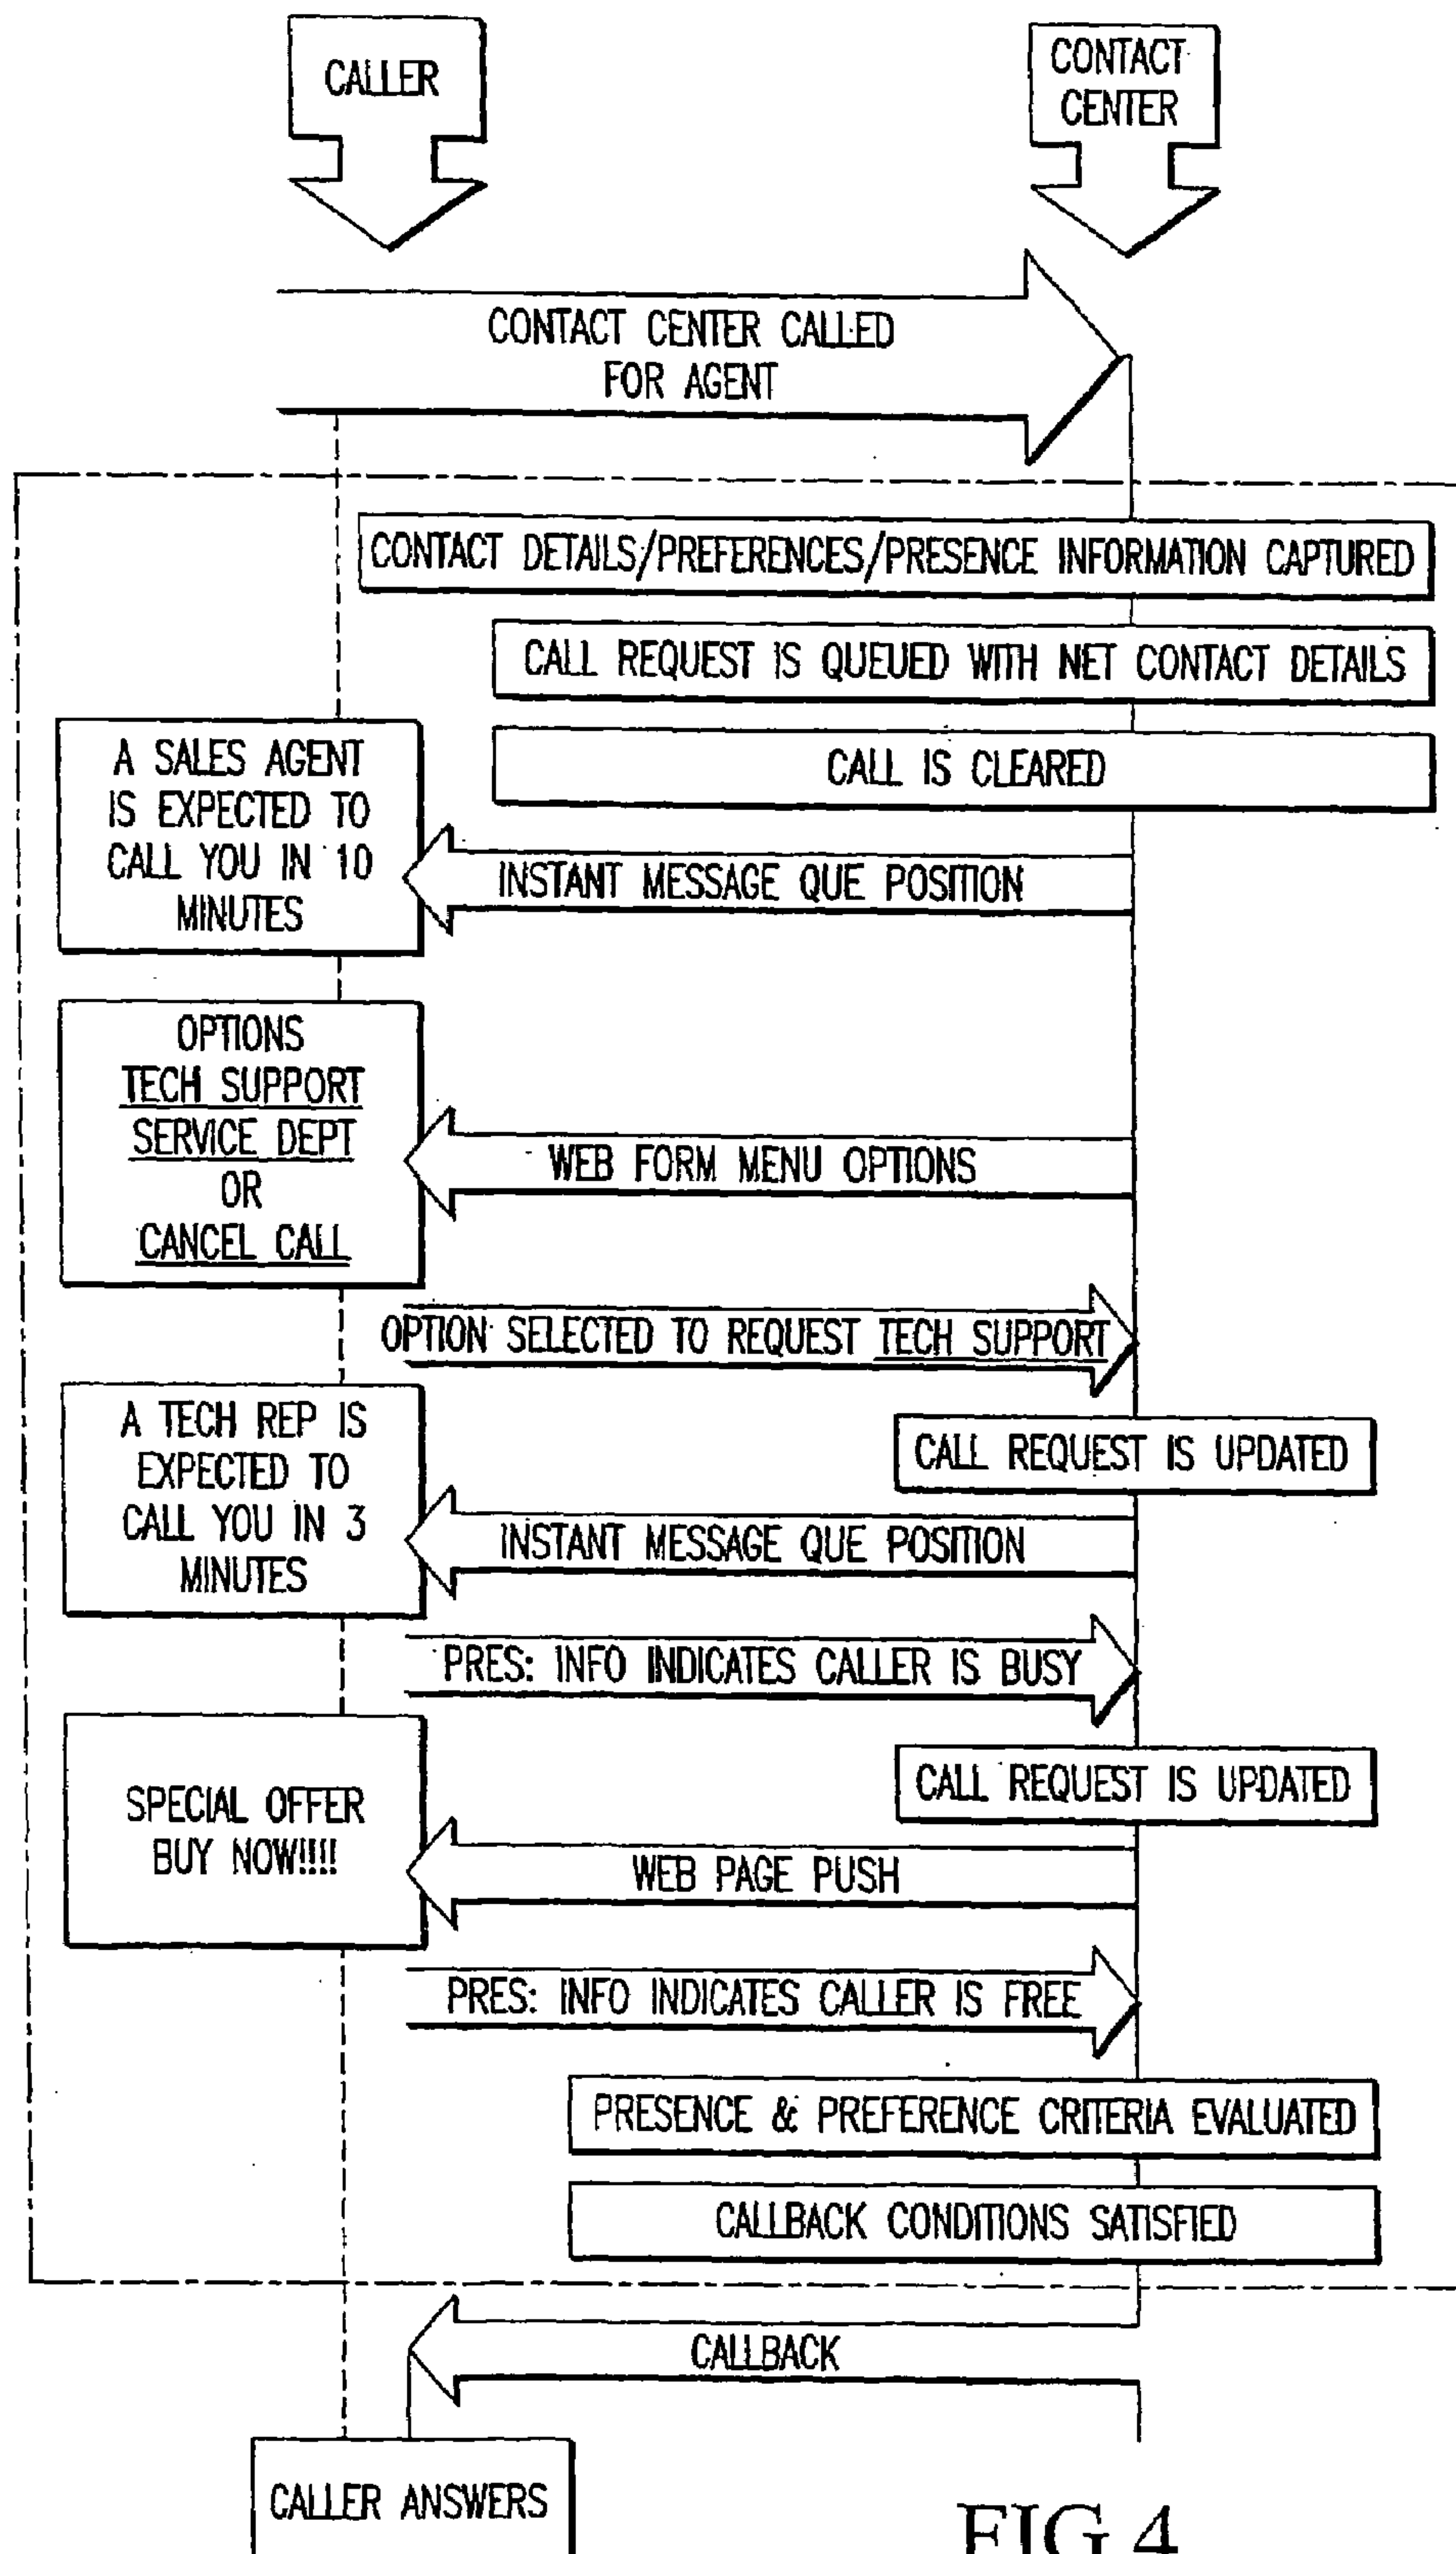 CALLER
CONTACT
CENTER
CONTACT CENTER CALLED
FOR AGENT
CONTACT DETAILS/PREFERENCES/PRESENCE INFORMATION CAPTURED
CALL REQUEST IS QUEUED WITH NET CONTACT DETAILS
CALL IS CLEARED
A SALES AGENT
IS EXPECTED TO
CALL YOU IN 10
MINUTES
INSTANT MESSAGE QUE POSITION
OPTIONS
TECH SUPPORT
SERVICE DEPT
OR
CANCEL CALL
WEB FORM MENU OPTIONS
OPTION SELECTED TO REQUEST TECH SUPPORT
A TECH REP IS
EXPECTED TO
CALL YOU IN 3
MINUTES
CALL REQUEST IS UPDATED
INSTANT MESSAGE QUE POSITION
PRES: INFO INDICATES CALLER IS BUSY
CALL REQUEST IS UPDATED
SPECIAL OFFER
BUY NOW!!!!
WEB PAGE PUSH
PRES: INFO INDICATES CALLER IS FREE
PRESENCE & PREFERENCE CRITERIA EVALUATED
CALLBACK CONDITIONS SATISFIED
CALLBACK
CALLER ANSWERS
FIG 4